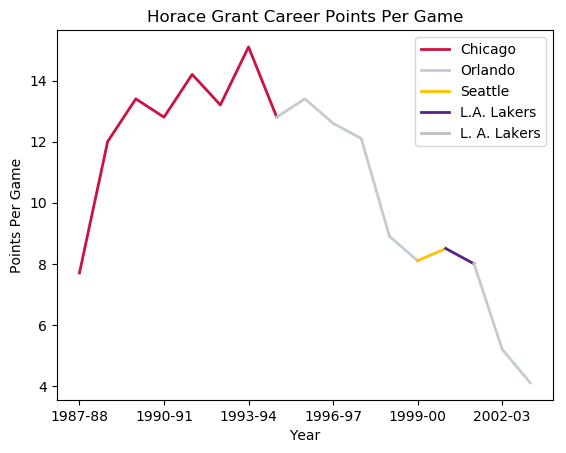 Horace Grant Career Points Per Game
Chicago
Orlando
Seattle
L.A. Lakers
L. A. Lakers
14
12
10
8
6
4
Points Per Game
1987-88 1990-91 1993-94 1996-97 1999-00 2002-03
Year